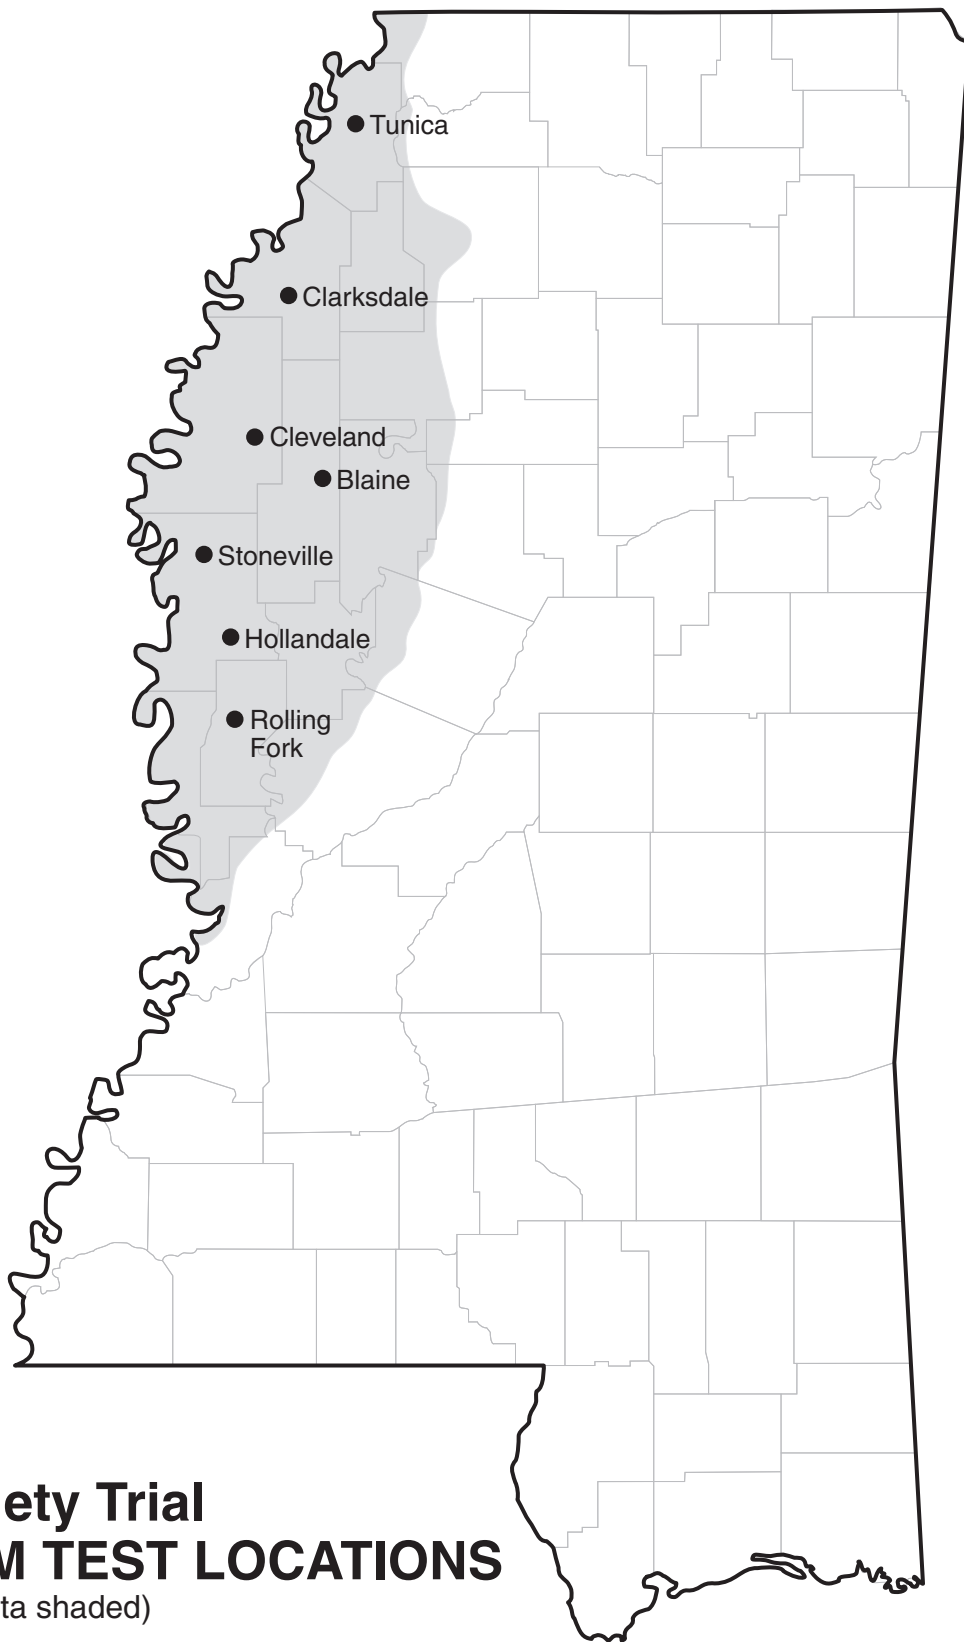 Tunica
Clarksdale
Cleveland
Blaine
Stoneville
Hollandale
Rolling
Fork
ety Trial
M TEST LOCATIONS
ta shaded)